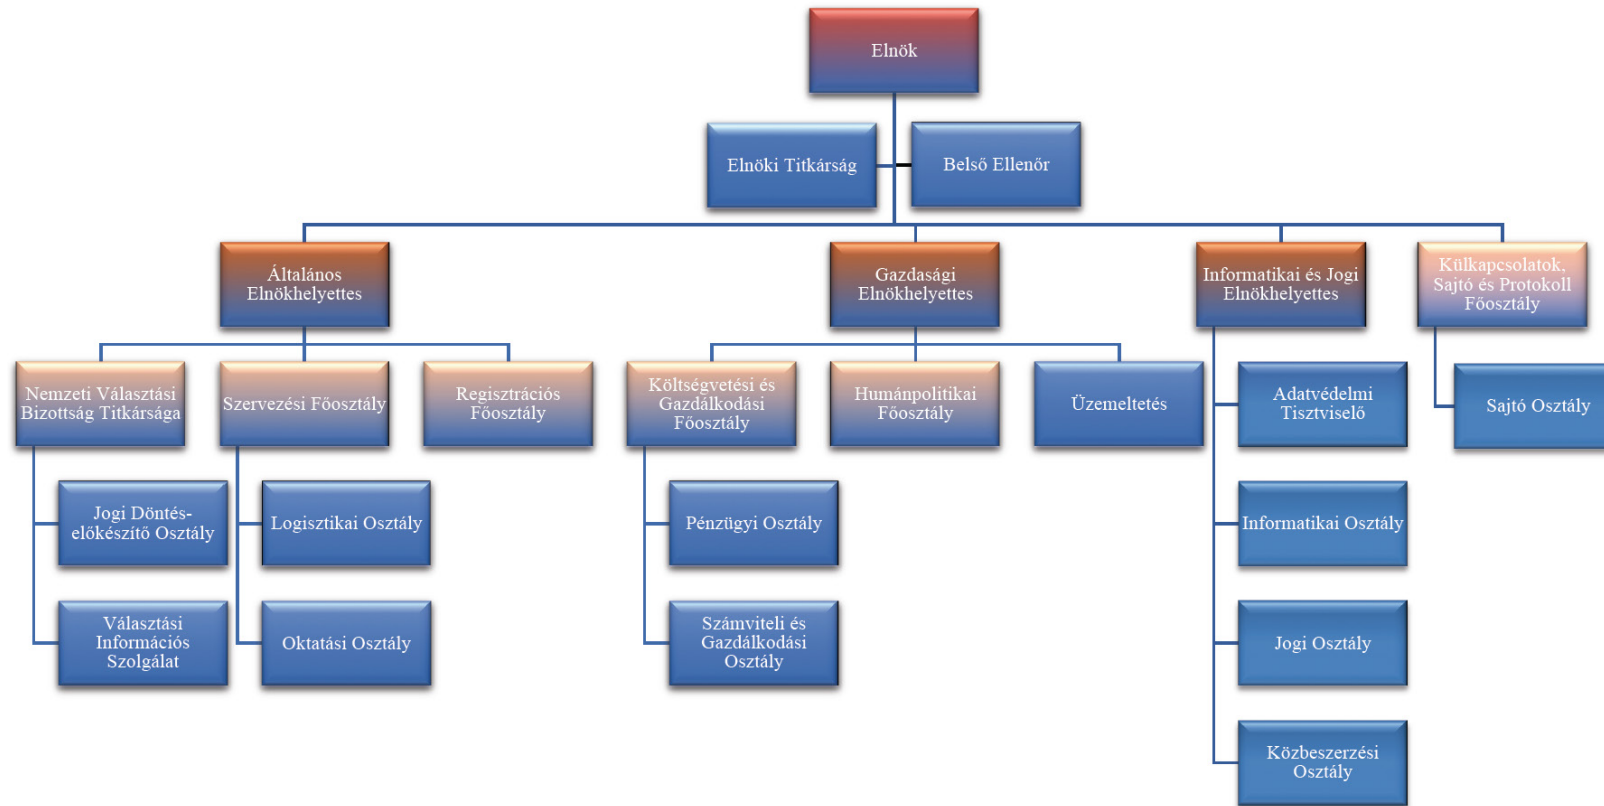 Elnök
Elnöki Titkárság
Belső Ellenőr
Általános
Elnökhelyettes
Gazdasági
Elnökhelyettes
Informatikai és Jogi
Elnökhelyettes
Külkapcsolatok,
Sajtó és Protokoll
Főosztály
Nemzeti Választási
Bizottság Titkársága
Szervezési Főosztály
Regisztrációs
Főosztály
Költségvetési és
Gazdálkodási
Főosztály
Humánpolitikai
Főosztály
Üzemeltetés
Adatvédelmi
Tisztviselő
Sajtó Osztály
Jogi Döntés-
előkészítő Osztály
Logisztikai Osztály
Pénzügyi Osztály
Informatikai Osztály
Választási
Információs
Szolgálat
Oktatási Osztály
Számviteli és
Gazdálkodási
Osztály
Jogi Osztály
Közbeszerzési
Osztály